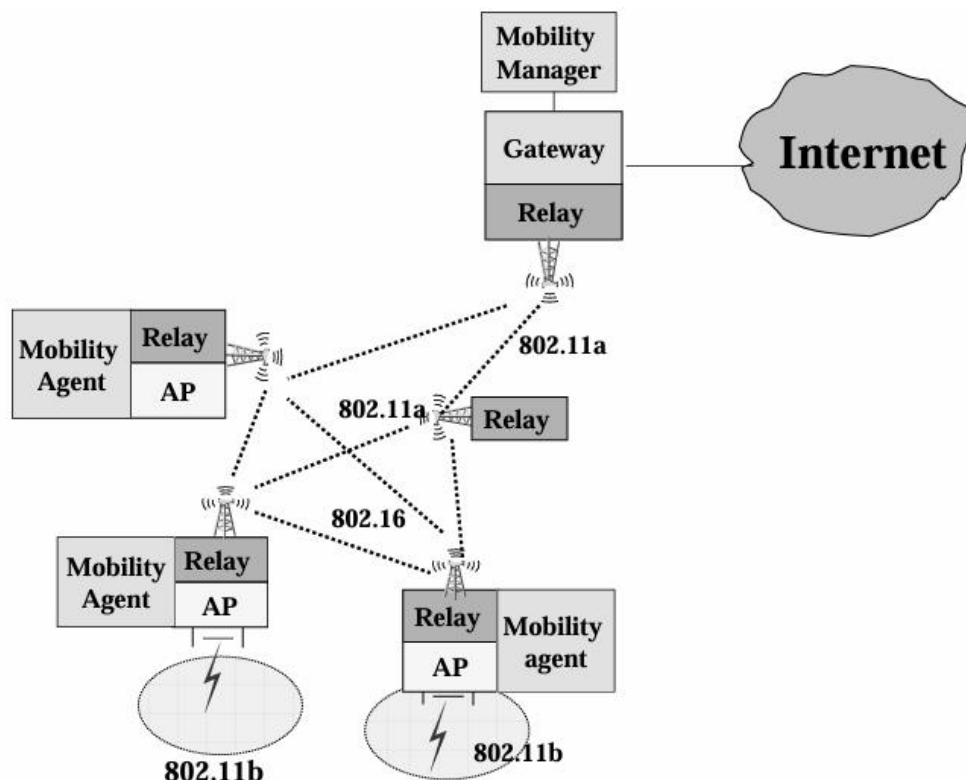 Mobility
Manager
Gateway
Internet
Relay
802.11a
Relay
Mobility
Agent
AP
802.11a
Relay
802.16
Relay
Mobility
Agent
AP
Relay
Mobility
agent
AP
802.11b
802.11b